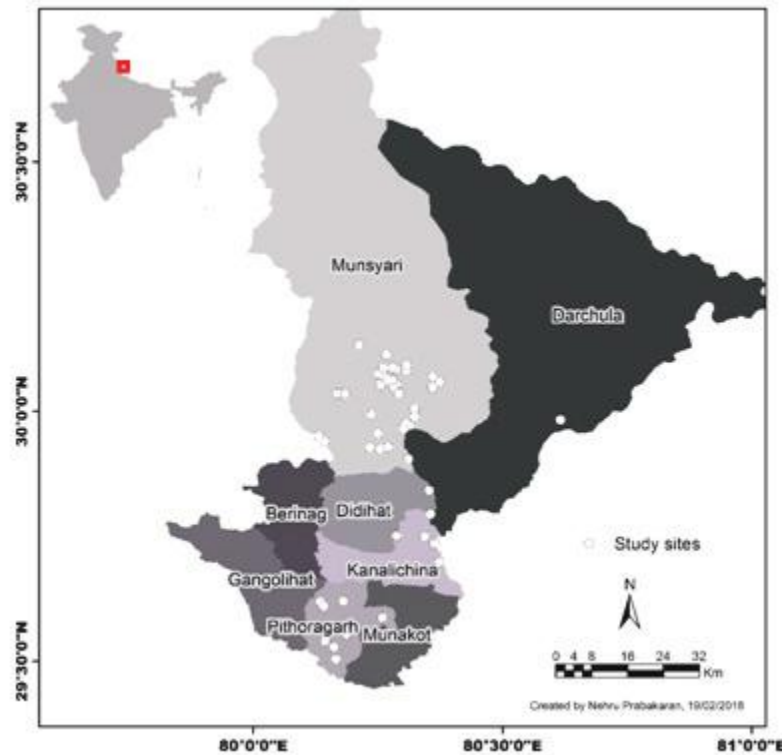 30°30'0"N
Munsyari
Darchula
30°0'0"N
Berinag
Didihat
Study sites
Gangolihat
Kanalichina
N
Pithoragarh
Munakot
29°30'0"N
0 4 8 16 24 32
Km
Created by Nehru Prabakaran, 19/02/2018
80°0'0"E 80°30'0"E 81°0'0"E